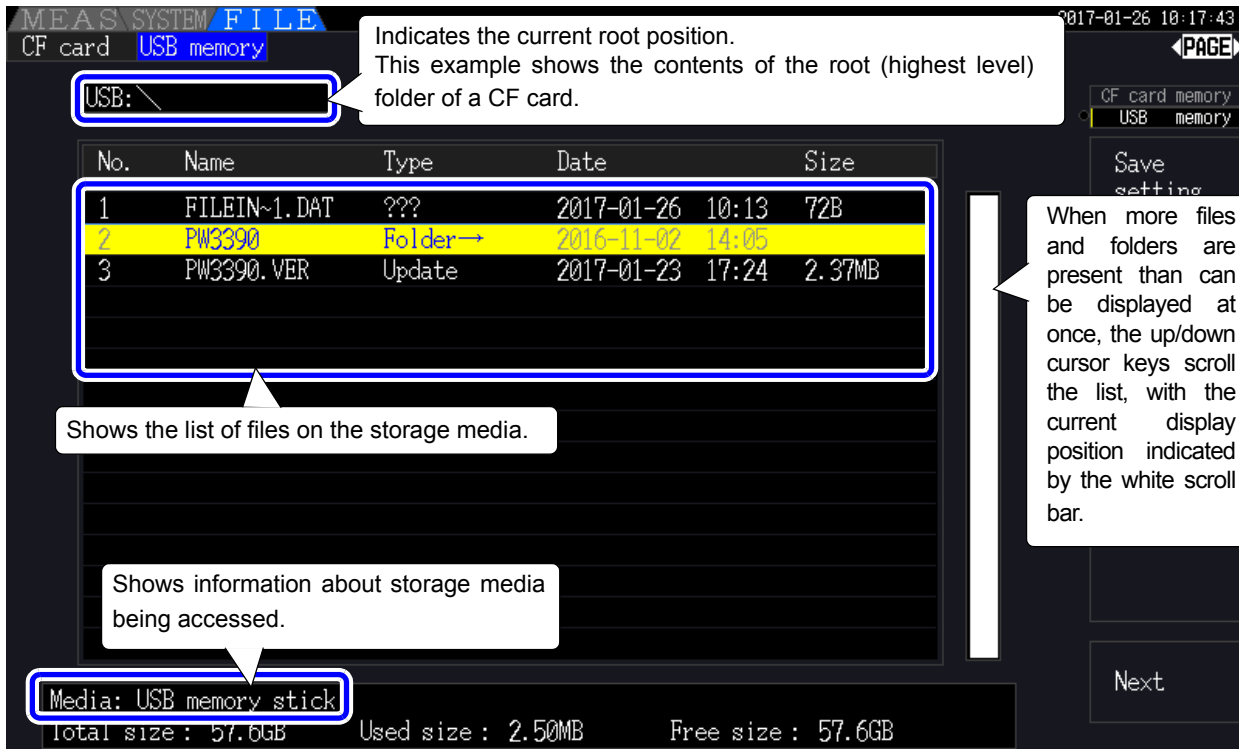 MEAS SYSTEM FILE 2017-01-26 10:17:43
CF card USB memory
PAGE
Indicates the current root position.
This example shows the contents of the root (highest level)
folder of a CF card.
USB:\
CF card memory
USB memory
No. Name Type Date Size
Save
setting
1 FILEIN~1.DAT ??? 2017-01-26 10:13 72B
2 PW3390 Folder→ 2016-11-02 14:05
3 PW3390.VER Update 2017-01-23 17:24 2.37MB
When more files
and folders are
present than can
be displayed at
once, the up/down
cursor keys scroll
the list, with the
current display
position indicated
by the white scroll
bar.
Shows the list of files on the storage media.
Shows information about storage media
being accessed.
Next
Media: USB memory stick
Total size: 57.6GB Used size: 2.50MB Free size: 57.6GB